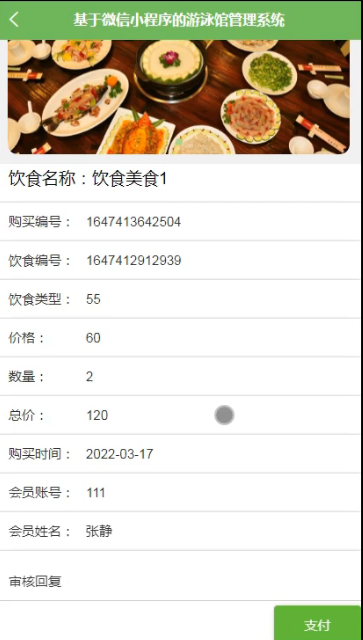 基于微信小程序的游泳馆管理系统
饮食名称：饮食美食1
购买编号： 1647413642504
饮食编号： 1647412912939
饮食类型： 55
价格： 60
数量： 2
总价： 120
购买时间： 2022-03-17
会员账号： 111
会员姓名： 张静
审核回复
支付